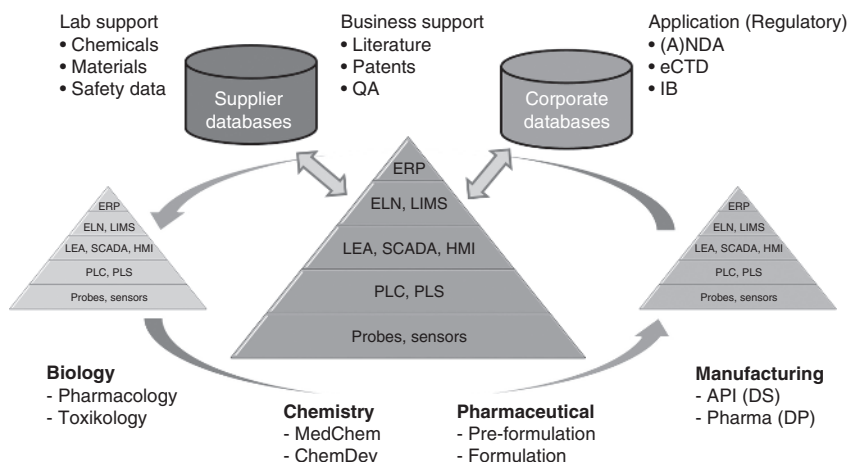 Lab support
• Chemicals
• Materials
• Safety data
Supplier
databases
Business support
• Literature
• Patents
• QA
Corporate
databases
Application (Regulatory)
• (A)NDA
• eCTD
• IB
ERP
ELN, LIMS
LEA, SCADA, HMI
PLC, PLS
Probes, sensors
ERP
ELN, LIMS
LEA, SCADA, HMI
PLC, PLS
Probes, sensors
ERP
ELN, LIMS
LEA, SCADA, HMI
PLC, PLS
Probes, sensors
Biology
- Pharmacology
- Toxikology
Chemistry
- MedChem
- ChemDev
Pharmaceutical
- Pre-formulation
- Formulation
Manufacturing
- API (DS)
- Pharma (DP)